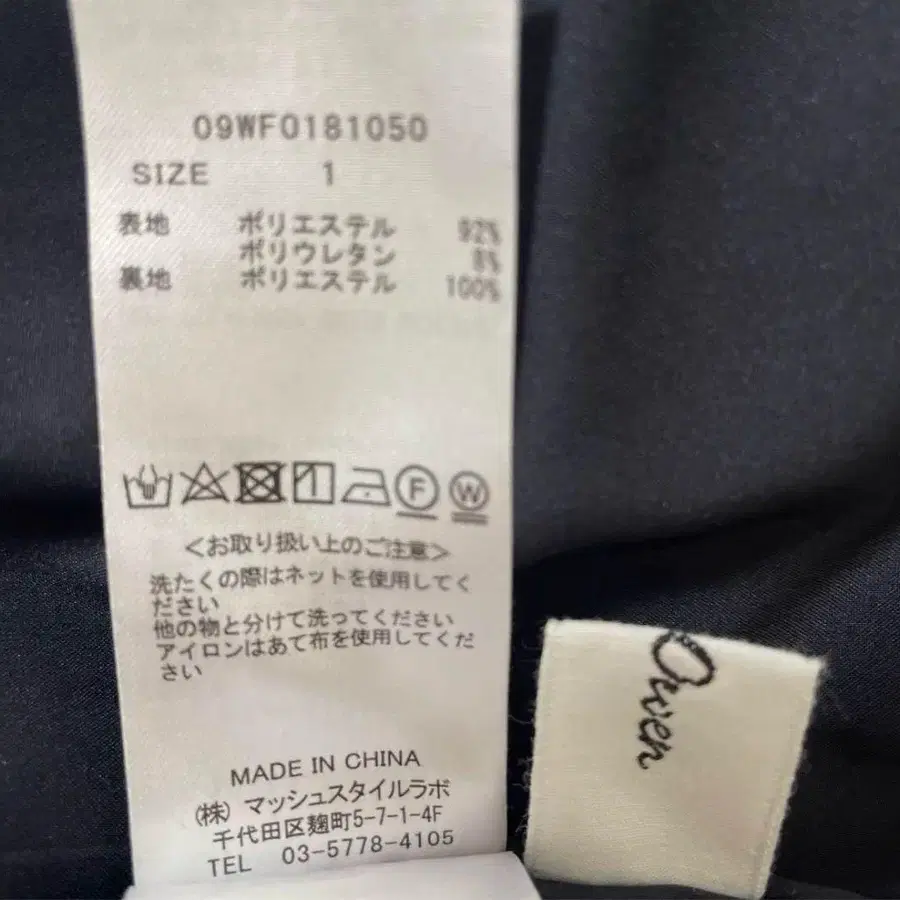 09WF0181050
SIZE 1
表地 ポリエステル 92%
ポリウレタン 8%
裏地 ポリエステル 100%
F W
<お取り扱い上のご注意>
洗たくの際はネットを使用してく
ださい
他の物と分けて洗ってください
アイロンはあて布を使用してくだ
さい
MADE IN CHINA
(株) マッシュスタイルラボ
千代田区麹町5-7-1-4F
TEL 03-5778-4105
Owen